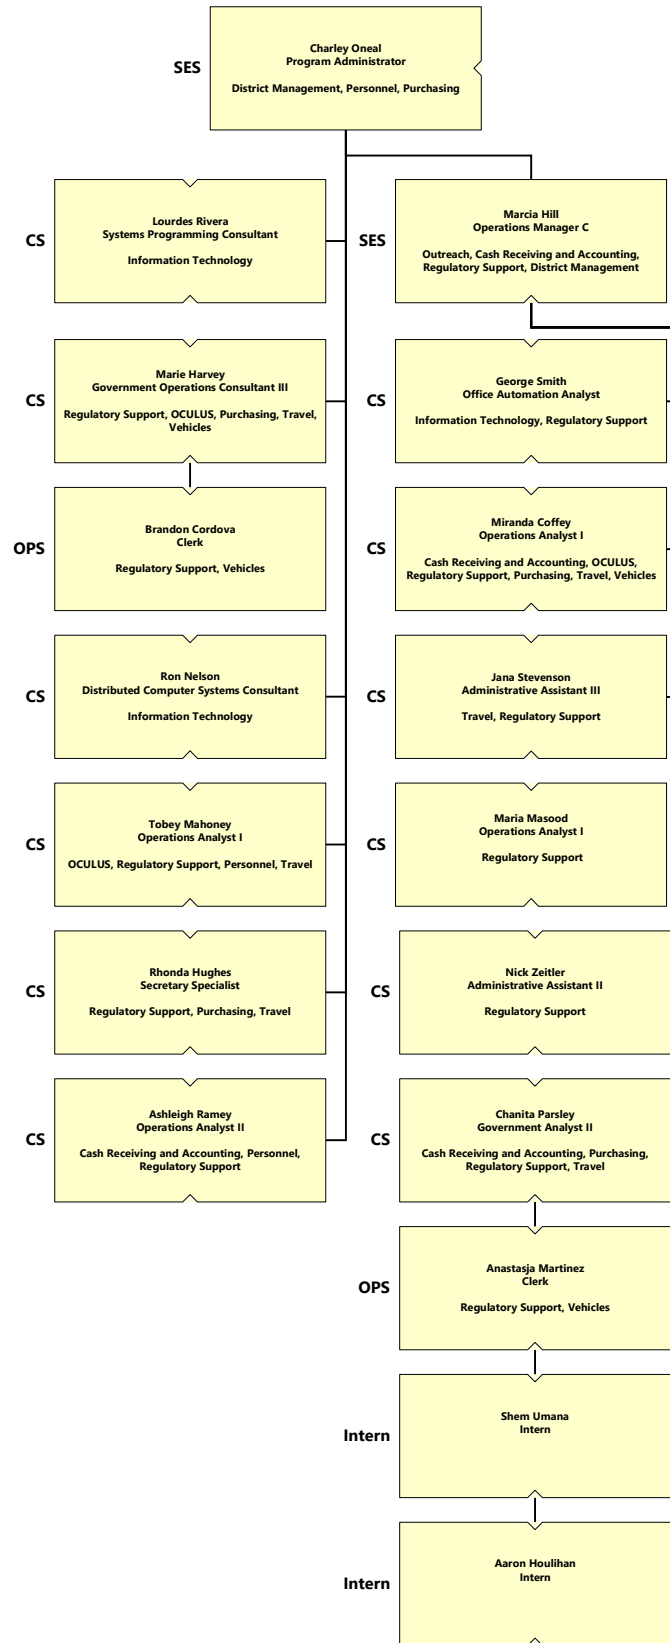 SES
Charley Oneal
Program Administrator
District Management, Personnel, Purchasing
CS
Lourdes Rivera
Systems Programming Consultant
Information Technology
SES
Marcia Hill
Operations Manager C
Outreach, Cash Receiving and Accounting,
Regulatory Support, District Management
CS
Marie Harvey
Government Operations Consultant III
Regulatory Support, OCULUS, Purchasing, Travel,
Vehicles
CS
George Smith
Office Automation Analyst
Information Technology, Regulatory Support
OPS
Brandon Cordova
Clerk
Regulatory Support, Vehicles
CS
Miranda Coffey
Operations Analyst I
Cash Receiving and Accounting, OCULUS,
Regulatory Support, Purchasing, Travel, Vehicles
CS
Ron Nelson
Distributed Computer Systems Consultant
Information Technology
CS
Jana Stevenson
Administrative Assistant III
Travel, Regulatory Support
CS
Tobey Mahoney
Operations Analyst I
OCULUS, Regulatory Support, Personnel, Travel
CS
Maria Masood
Operations Analyst I
Regulatory Support
CS
Rhonda Hughes
Secretary Specialist
Regulatory Support, Purchasing, Travel
CS
Nick Zeitler
Administrative Assistant II
Regulatory Support
CS
Ashleigh Ramey
Operations Analyst II
Cash Receiving and Accounting, Personnel,
Regulatory Support
CS
Chanita Parsley
Government Analyst II
Cash Receiving and Accounting, Purchasing,
Regulatory Support, Travel
OPS
Anastasja Martinez
Clerk
Regulatory Support, Vehicles
Intern
Shem Umana
Intern
Intern
Aaron Houlihan
Intern